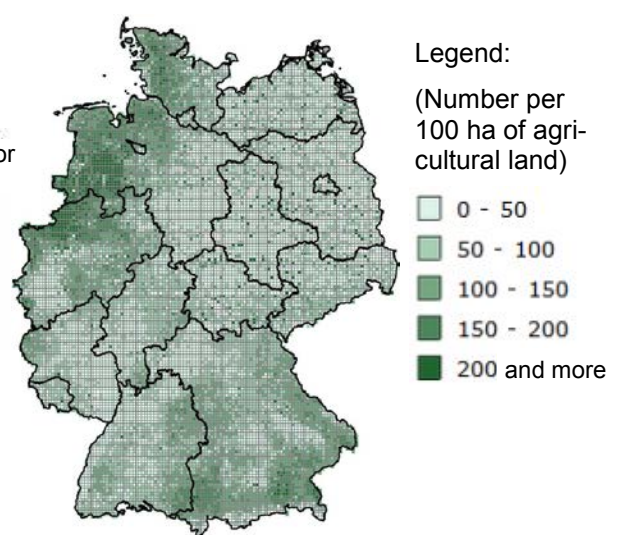 Legend:
(Number per
100 ha of agri-
cultural land)
or
0 - 50
50 - 100
100 - 150
150 - 200
200 and more